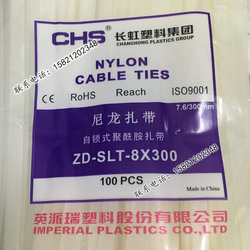 CHS 长虹塑料集团
CHANGHONG PLASTICS GROUP
NYLON
CABLE TIES
CE RoHS Reach ISO9001
7.6/300mm
尼龙扎带
自锁式聚酰胺扎带
ZD-SLT-8X300
100 PCS
Made in China
英派瑞塑料股份有限公司
IMPERIAL PLASTICS
联系电话: 15821202348
联系电话: 15821202348